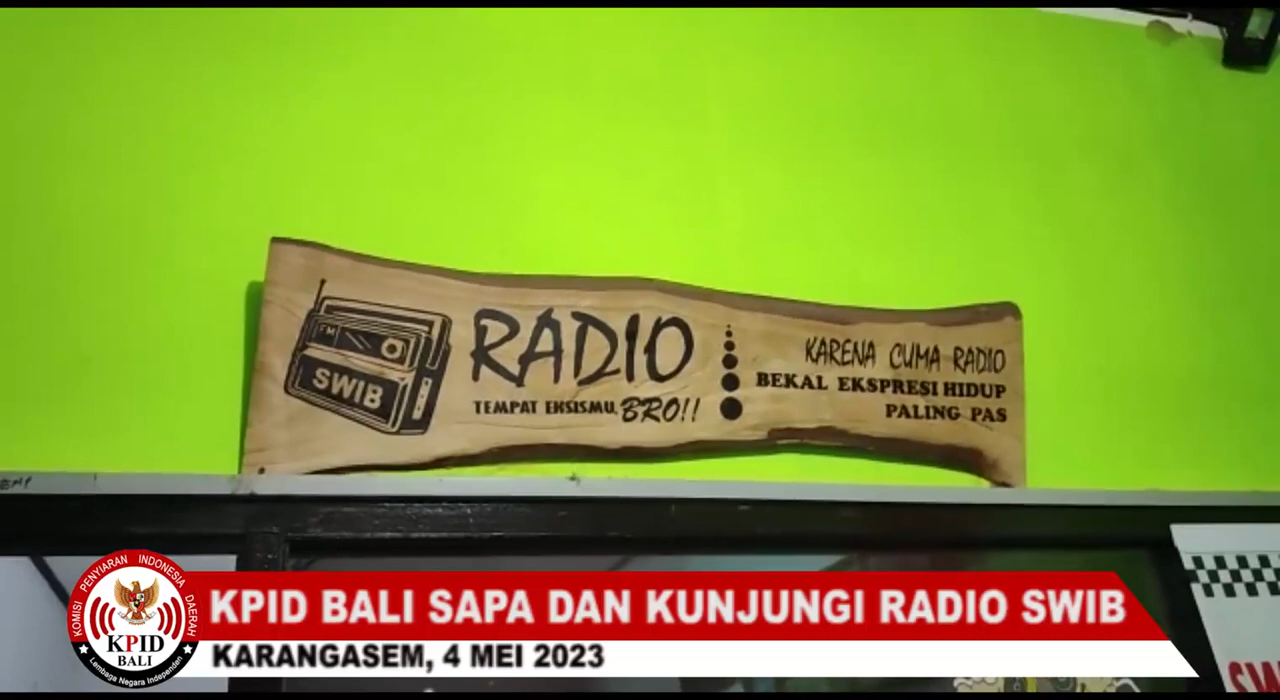 FM
SWIB
RADIO
TEMPAT EKSISMU, BRO!!
KARENA CUMA RADIO
BEKAL EKSPRESI HIDUP
PALING PAS
KOMISI PENYIARAN INDONESIA DAERAH
KPID
BALI
Lembaga Negara Independen
KPID BALI SAPA DAN KUNJUNGI RADIO SWIB
KARANGASEM, 4 MEI 2023